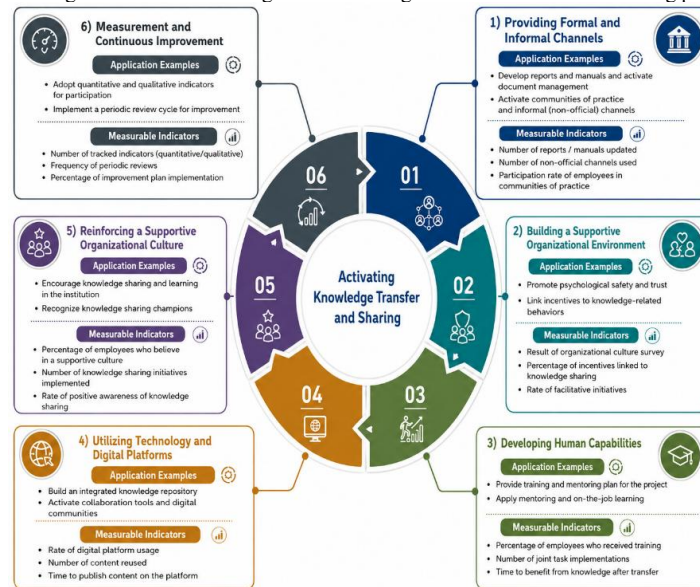 6) Measurement and
Continuous Improvement
Application Examples
• Adopt quantitative and qualitative indicators
for participation
• Implement a periodic review cycle for improvement
Measurable Indicators
• Number of tracked indicators (quantitative/qualitative)
• Frequency of periodic reviews
• Percentage of improvement plan implementation
1) Providing Formal and
Informal Channels
Application Examples
• Develop reports and manuals and activate
document management
• Activate communities of practice
and informal (non-official) channels
Measurable Indicators
• Number of reports / manuals updated
• Number of non-official channels used
• Participation rate of employees in
communities of practice
06
01
5) Reinforcing a Supportive
Organizational Culture
Application Examples
• Encourage knowledge sharing and learning
in the institution
• Recognize knowledge sharing champions
Measurable Indicators
• Percentage of employees who believe
in a supportive culture
• Number of knowledge sharing initiatives
implemented
• Rate of positive awareness of knowledge
sharing
05
Activating
Knowledge Transfer
and Sharing
02
2) Building a Supportive
Organizational Environment
Application Examples
• Promote psychological safety and trust
• Link incentives to knowledge-related
behaviors
Measurable Indicators
• Result of organizational culture survey
• Percentage of incentives linked to
knowledge sharing
• Rate of facilitative initiatives
04
03
4) Utilizing Technology and
Digital Platforms
Application Examples
• Build an integrated knowledge repository
• Activate collaboration tools and digital
communities
Measurable Indicators
• Rate of digital platform usage
• Number of content reused
• Time to publish content on the platform
3) Developing Human Capabilities
Application Examples
• Provide training and mentoring plan for the project
• Apply mentoring and on-the-job learning
Measurable Indicators
• Percentage of employees who received training
• Number of joint task implementations
• Time to benefit from knowledge after transfer